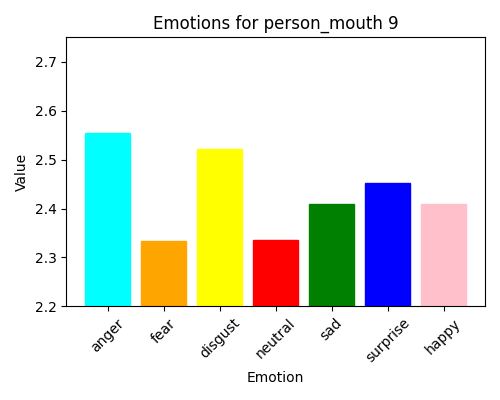 Emotions for person_mouth 9
Value
2.7
2.6
2.5
2.4
2.3
2.2
anger
fear
disgust
neutral
sad
surprise
happy
Emotion